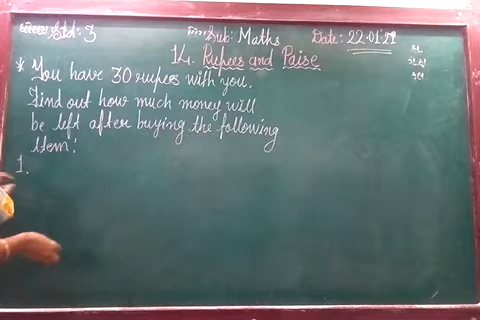 Std: 3 Sub: Maths Date: 22.01.21
14. Rupees and Paise
* You have 30 rupees with you.
Find out how much money will
be left after buying the following
item:
1.